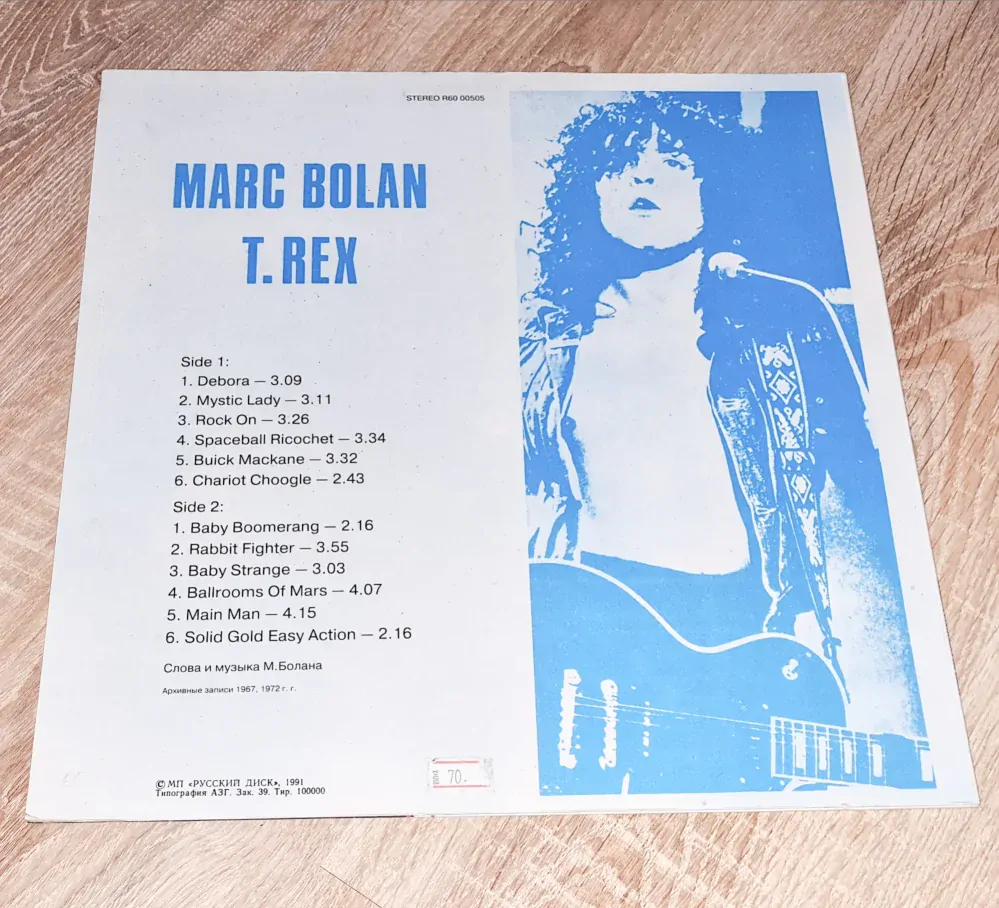 STEREO R60 00505
MARC BOLAN
T. REX
Side 1:
1. Debora — 3.09
2. Mystic Lady — 3.11
3. Rock On — 3.26
4. Spaceball Ricochet — 3.34
5. Buick Mackane — 3.32
6. Chariot Choogle — 2.43
Side 2:
1. Baby Boomerang — 2.16
2. Rabbit Fighter — 3.55
3. Baby Strange — 3.03
4. Ballrooms Of Mars — 4.07
5. Main Man — 4.15
6. Solid Gold Easy Action — 2.16
Слова и музыка М.Болана
Архивные записи 1967, 1972 г. г.
© МП «РУССКИЙ ДИСК», 1991
Типография АЗГ. Зак. 39. Тир. 100000
70.